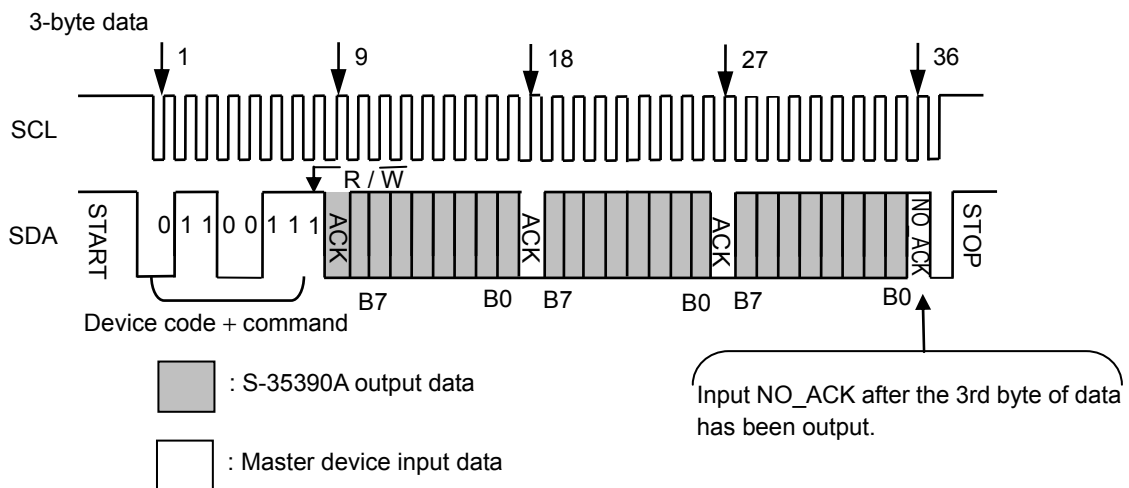 3-byte data
1 9 18 27 36
SCL
R / W
SDA
START 0 1 1 0 0 1 1 1 ACK ACK ACK NO_ACK STOP
B7 B0 B7 B0 B7 B0
Device code + command
: S-35390A output data
: Master device input data
Input NO_ACK after the 3rd byte of data
has been output.